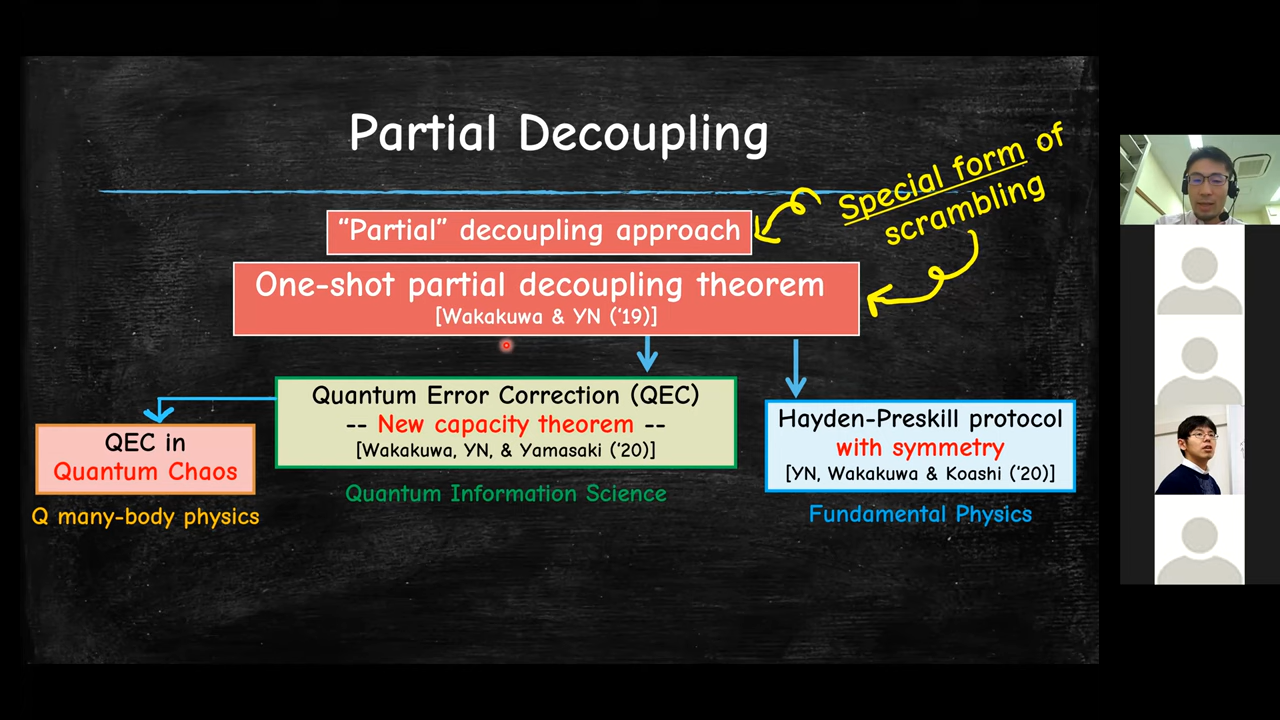 Partial Decoupling
Special form of
scrambling
“Partial” decoupling approach
One-shot partial decoupling theorem
[Wakakuwa & YN (‘19)]
Quantum Error Correction (QEC)
-- New capacity theorem --
[Wakakuwa, YN, & Yamasaki (‘20)]
Quantum Information Science
Hayden-Preskill protocol
with symmetry
[YN, Wakakuwa & Koashi (‘20)]
Fundamental Physics
QEC in
Quantum Chaos
Q many-body physics